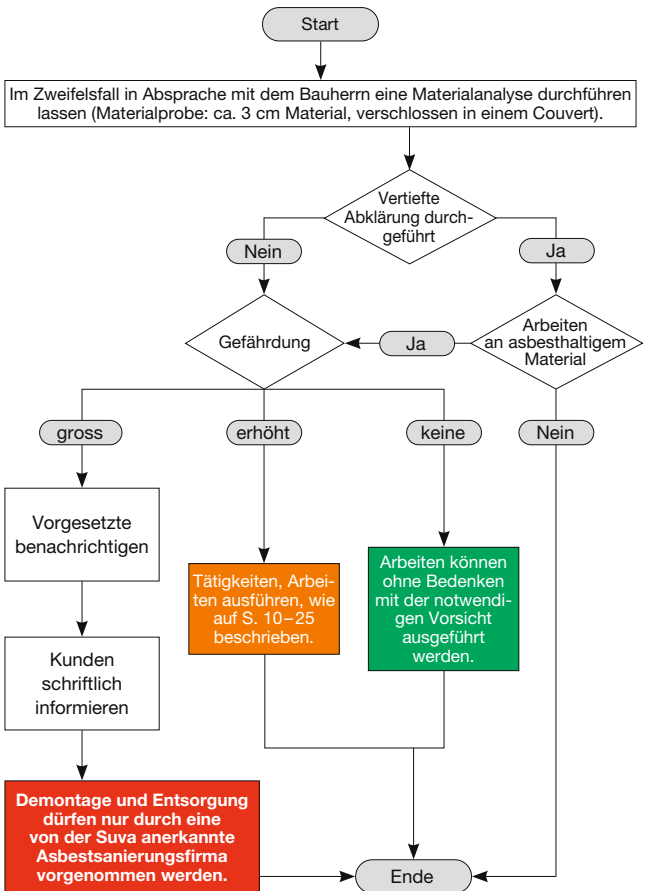 Start
Im Zweifelsfall in Absprache mit dem Bauherrn eine Materialanalyse durchführen
lassen (Materialprobe: ca. 3 cm Material, verschlossen in einem Couvert).
Vertiefte
Abklärung durch-
geführt
Nein
Ja
Gefährdung
Ja
Arbeiten
an asbesthaltigem
Material
gross
erhöht
keine
Nein
Vorgesetzte
benachrichtigen
Tätigkeiten, Arbei-
ten ausführen, wie
auf S. 10–25
beschrieben.
Arbeiten können
ohne Bedenken
mit der notwendi-
gen Vorsicht
ausgeführt
werden.
Kunden
schriftlich
informieren
Demontage und Entsorgung
dürfen nur durch eine
von der Suva anerkannte
Asbestsanierungsfirma
vorgenommen werden.
Ende